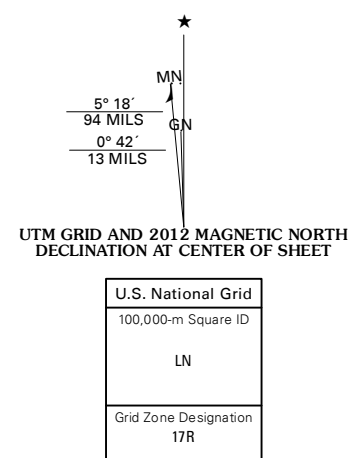 ★
MN
5° 18´
94 MILS
GN
0° 42´
13 MILS
UTM GRID AND 2012 MAGNETIC NORTH
DECLINATION AT CENTER OF SHEET
U.S. National Grid
100,000-m Square ID
LN
Grid Zone Designation
17R